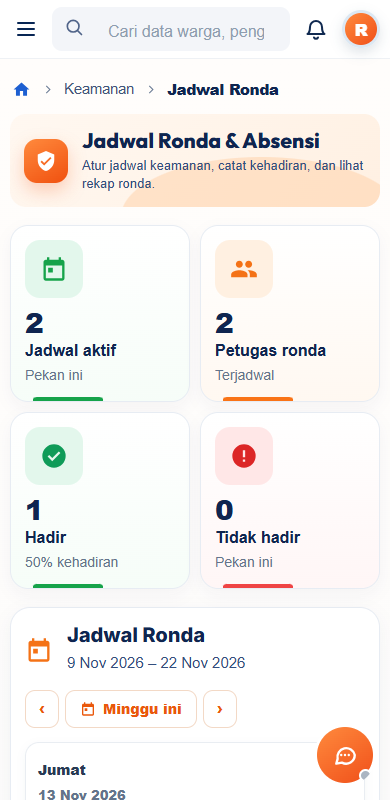 Cari data warga, peng
R
Keamanan
Jadwal Ronda
Jadwal Ronda & Absensi
Atur jadwal keamanan, catat kehadiran, dan lihat
rekap ronda.
2
Jadwal aktif
Pekan ini
2
Petugas ronda
Terjadwal
1
Hadir
50% kehadiran
0
Tidak hadir
Pekan ini
Jadwal Ronda
9 Nov 2026 – 22 Nov 2026
‹
Minggu ini
›
Jumat
13 Nov 2026